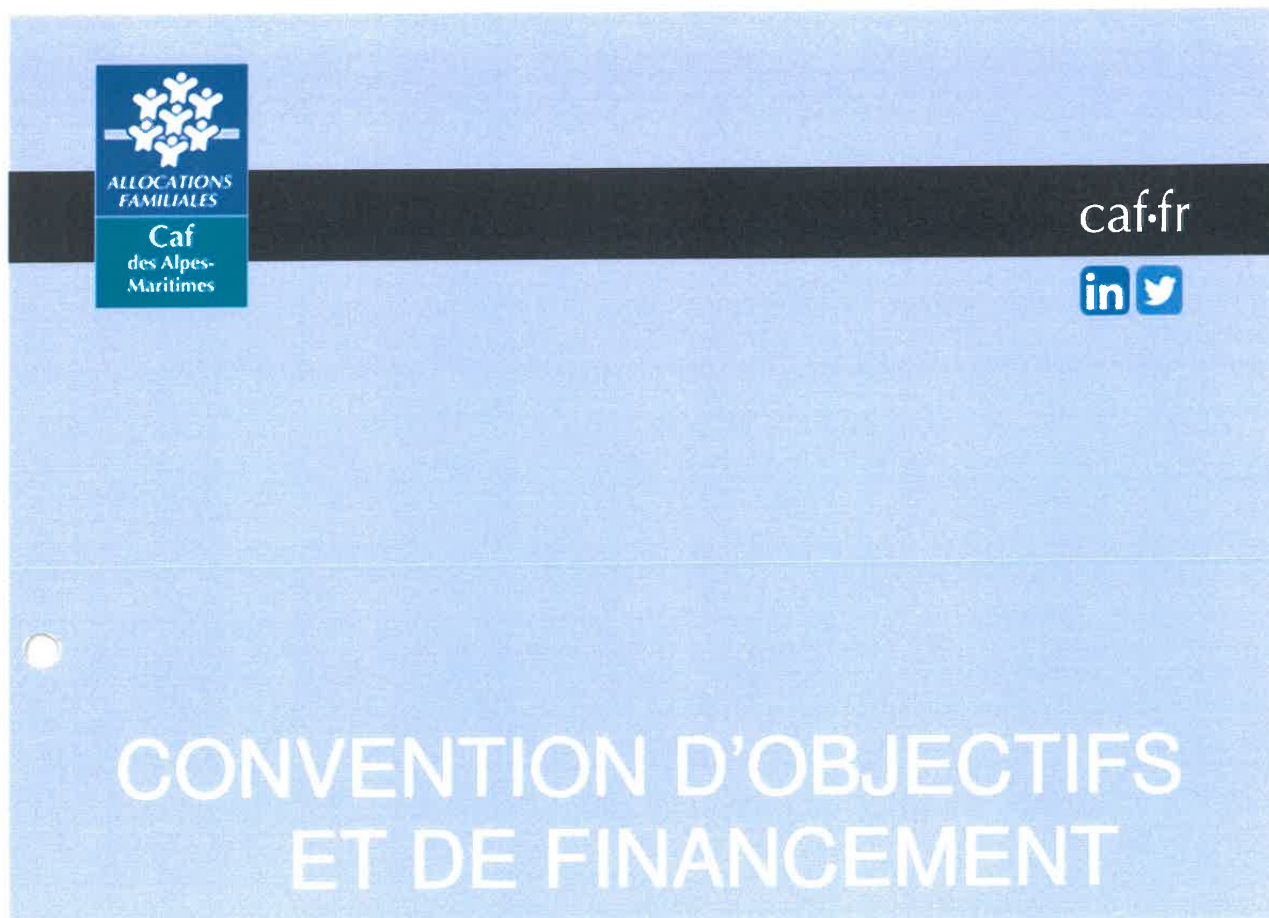 ALLOCATIONS
FAMILIALES
Caf
des Alpes-
Maritimes
caf.fr
in
CONVENTION D'OBJECTIFS
ET DE FINANCEMENT